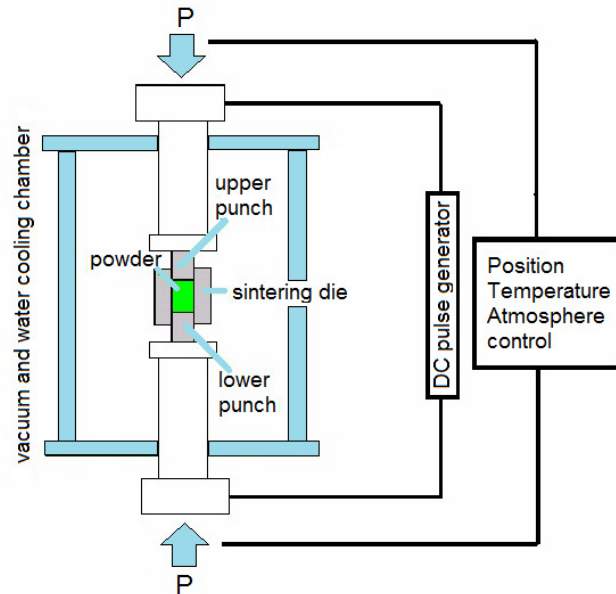 P
vacuum and water cooling chamber
upper
punch
powder
sintering die
lower
punch
DC pulse generator
Position
Temperature
Atmosphere
control
P